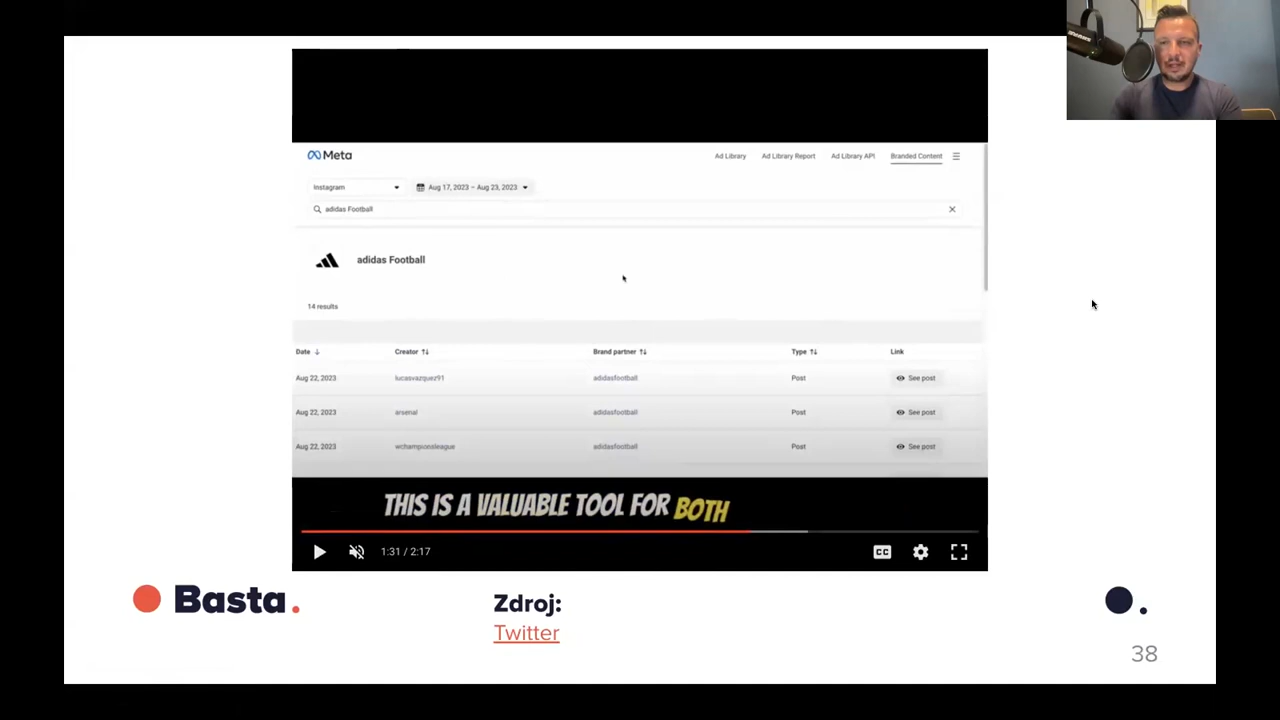 Meta
Ad Library Ad Library Report Ad Library API Branded Content
Instagram Aug 17, 2023 – Aug 23, 2023
adidas Football
adidas Football
14 results
Date Creator Brand partner Type Link
Aug 22, 2023 lucasvazquez91 adidasfootball Post See post
Aug 22, 2023 arsenal adidasfootball Post See post
Aug 22, 2023 wchampionsleague adidasfootball Post See post
THIS IS A VALUABLE TOOL FOR BOTH
1:31 / 2:17 CC
Basta.
Zdroj:
Twitter
38